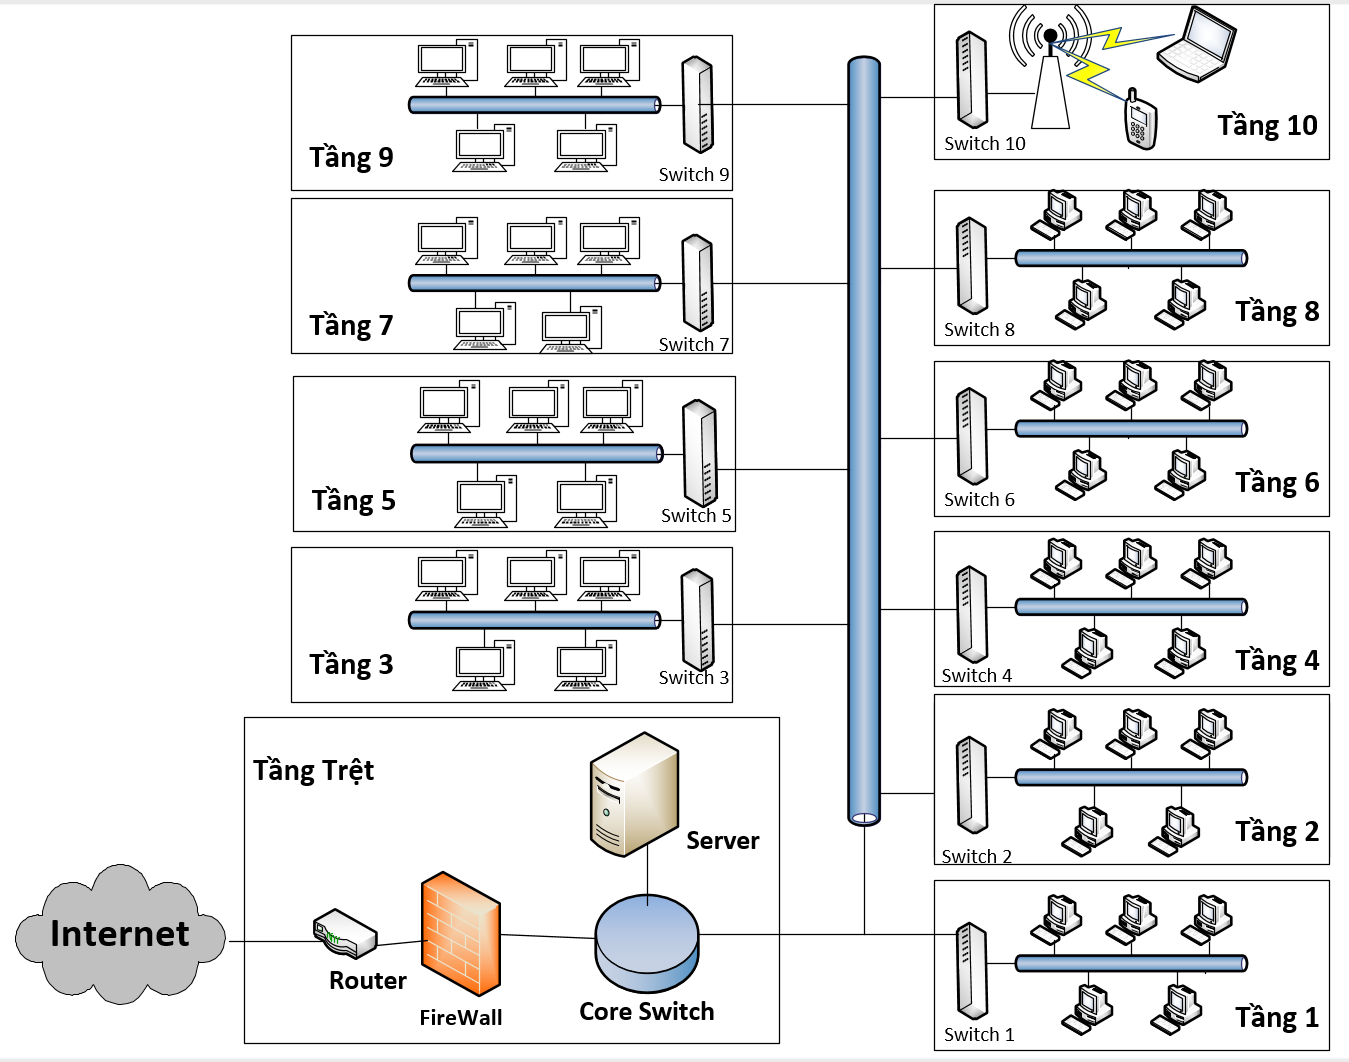 Tầng 9
Switch 9
Tầng 10
Switch 10
Tầng 7
Switch 7
Tầng 8
Switch 8
Tầng 5
Switch 5
Tầng 6
Switch 6
Tầng 3
Switch 3
Tầng 4
Switch 4
Tầng Trệt
Server
Tầng 2
Switch 2
Internet
Router
FireWall
Core Switch
Tầng 1
Switch 1